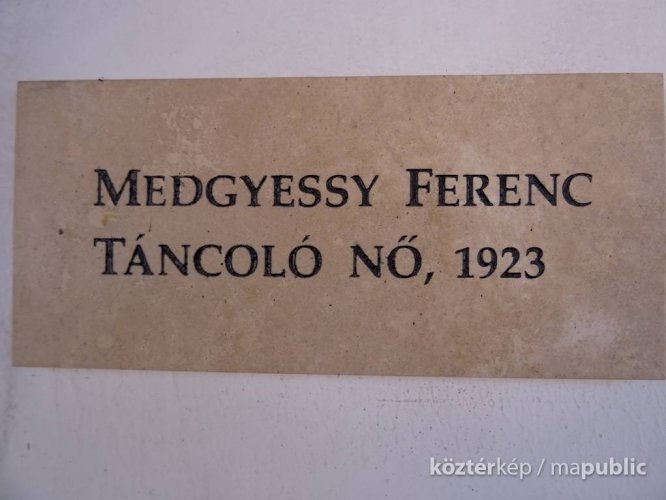 MEDGYESSY FERENC
TÁNCOLÓ NŐ, 1923
köztérkép / mapublic